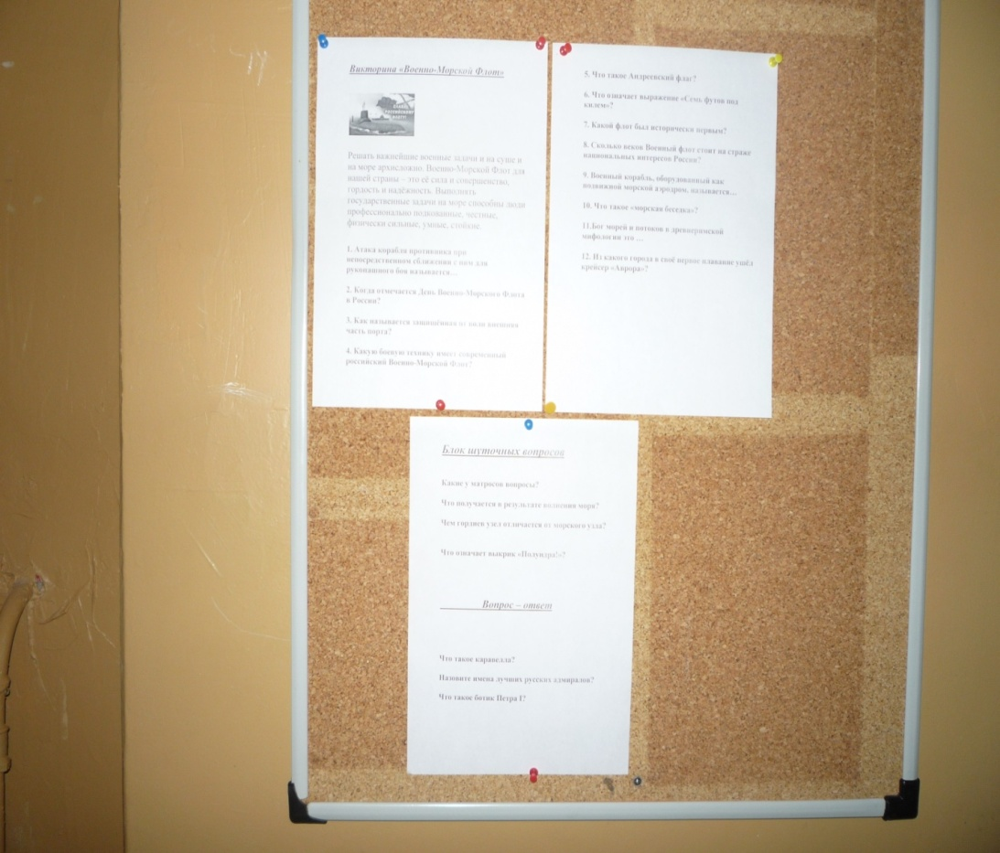 Викторина «Военно-Морской Флот»
Решать важнейшие военные задачи и на суше и
на море архисложно. Военно-Морской Флот для
нашей страны – это её сила и совершенство,
гордость и надёжность. Выполнять
государственные задачи на море способны люди
профессионально подкованные, честные,
физически сильные, умные, стойкие.
1. Атака корабля противника при
непосредственном сближении с ним для
рукопашного боя называется…
2. Когда отмечается День Военно-Морского Флота
в России?
3. Как называется защищённая от волн внешняя
часть порта?
4. Какую боевую технику имеет современный
российский Военно-Морской Флот?
5. Что такое Андреевский флаг?
6. Что означает выражение «Семь футов под
килем»?
7. Какой флот был исторически первым?
8. Сколько веков Военный флот стоит на страже
национальных интересов России?
9. Военный корабль, оборудованный как
подвижной морской аэродром, называется…
10. Что такое «морская беседка»?
11.Бог морей и потоков в древнеримской
мифологии это …
12. Из какого города в своё первое плавание ушёл
крейсер «Аврора»?
Блок шуточных вопросов
Какие у матросов вопросы?
Что получается в результате волнения моря?
Чем гордиев узел отличается от морского узла?
Что означает выкрик «Полундра!»?
Вопрос – ответ
Что такое каравелла?
Назовите имена лучших русских адмиралов?
Что такое ботик Петра I?